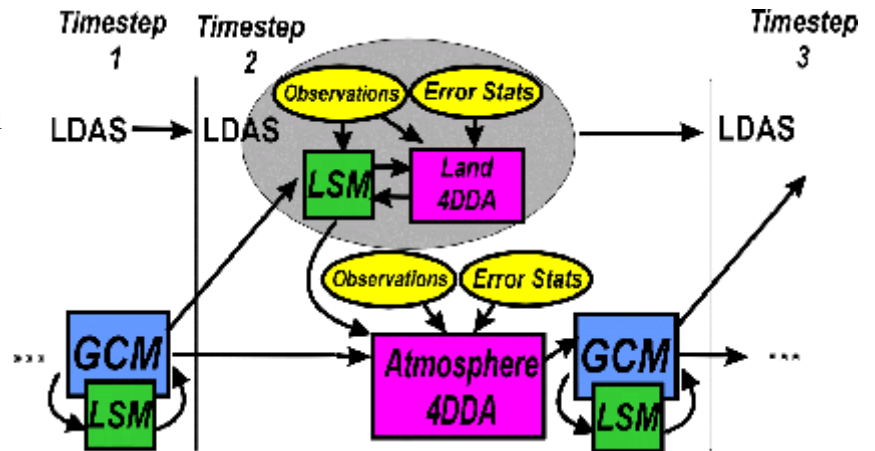 Timestep
1
Timestep
2
Timestep
3
Observations
Error Stats
LDAS
LDAS
LDAS
LSM
Land
4DDA
Observations
Error Stats
...
GCM
LSM
Atmosphere
4DDA
GCM
LSM
...